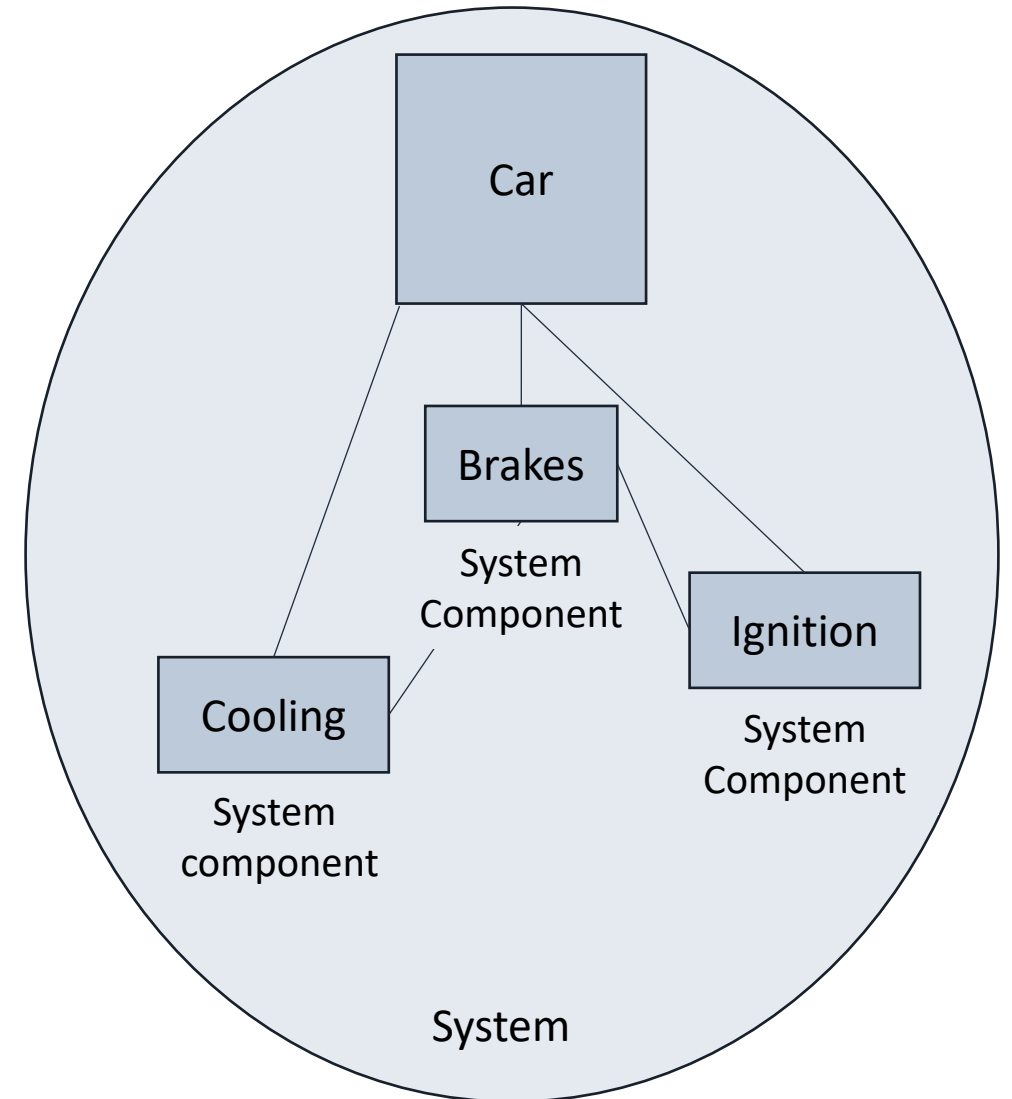 Car
Brakes
System
Component
Ignition
System
Component
Cooling
System
component
System